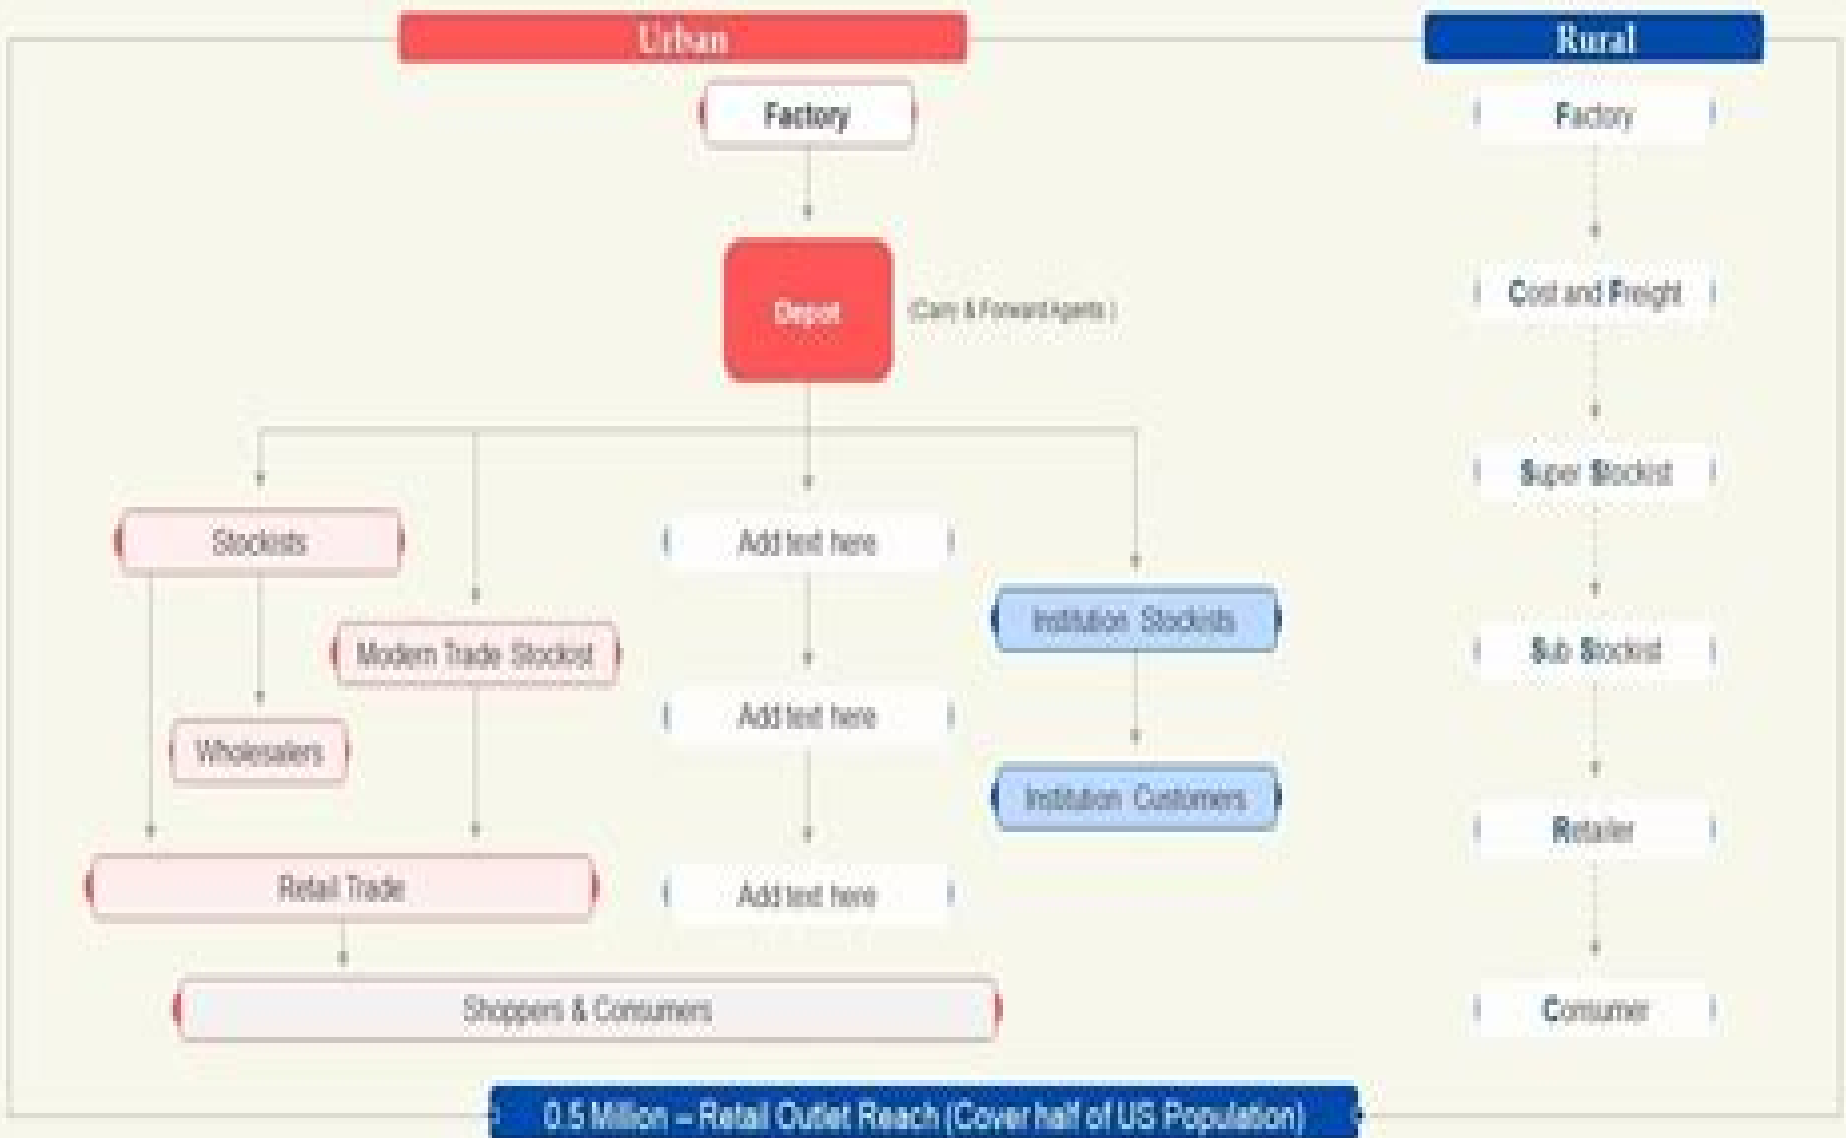 Urban
Factory
Depot
(Carry & Forward Agents )
Stockists
Add text here
Institution Stockists
Modern Trade Stockist
Add text here
Wholesalers
Institution Customers
Retail Trade
Add text here
Shoppers & Consumers
Rural
Factory
Cost and Freight
Super Stockist
Sub Stockist
Retailer
Consumer
0.5 Million – Retail Outlet Reach (Cover half of US Population)